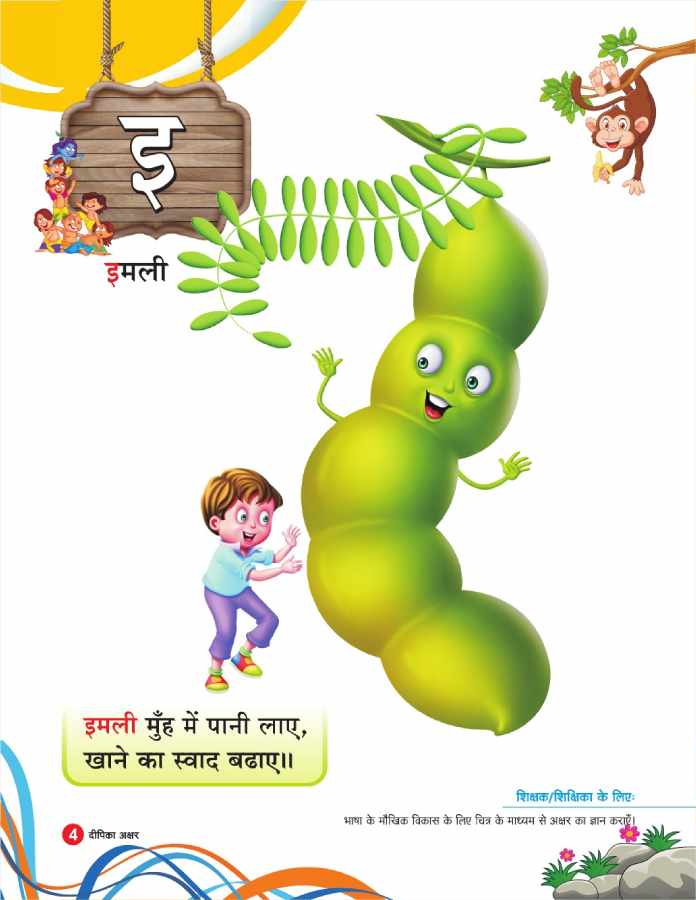 इ
इमली
इमली मुँह में पानी लाए,
खाने का स्वाद बढाए॥
शिक्षक/शिक्षिका के लिएः
भाषा के मौखिक विकास के लिए चित्र के माध्यम से अक्षर का ज्ञान कराएँ।
4 दीपिका अक्षर